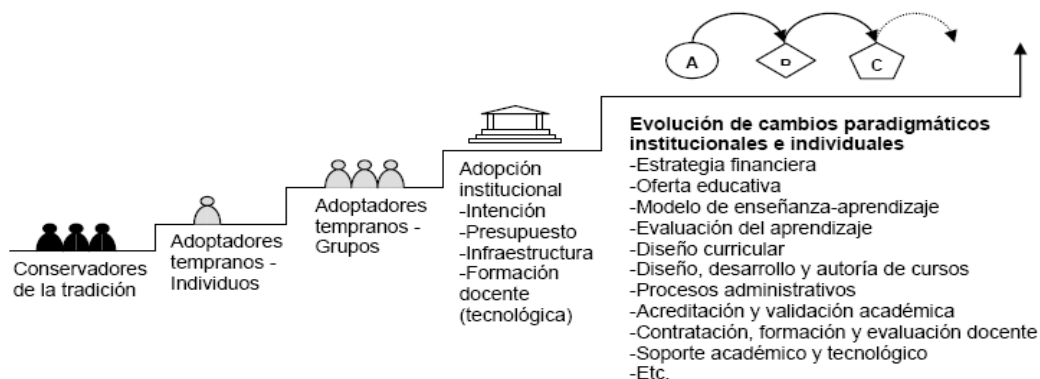 A
C
Evolución de cambios paradigmáticos
institucionales e individuales
-Estrategia financiera
-Oferta educativa
-Modelo de enseñanza-aprendizaje
-Evaluación del aprendizaje
-Diseño curricular
-Diseño, desarrollo y autoría de cursos
-Procesos administrativos
-Acreditación y validación académica
-Contratación, formación y evaluación docente
-Soporte académico y tecnológico
-Etc.
Adopción
institucional
-Intención
-Presupuesto
-Infraestructura
-Formación
docente
(tecnológica)
Adoptadores
tempranos -
Grupos
Adoptadores
tempranos -
Individuos
Conservadores
de la tradición